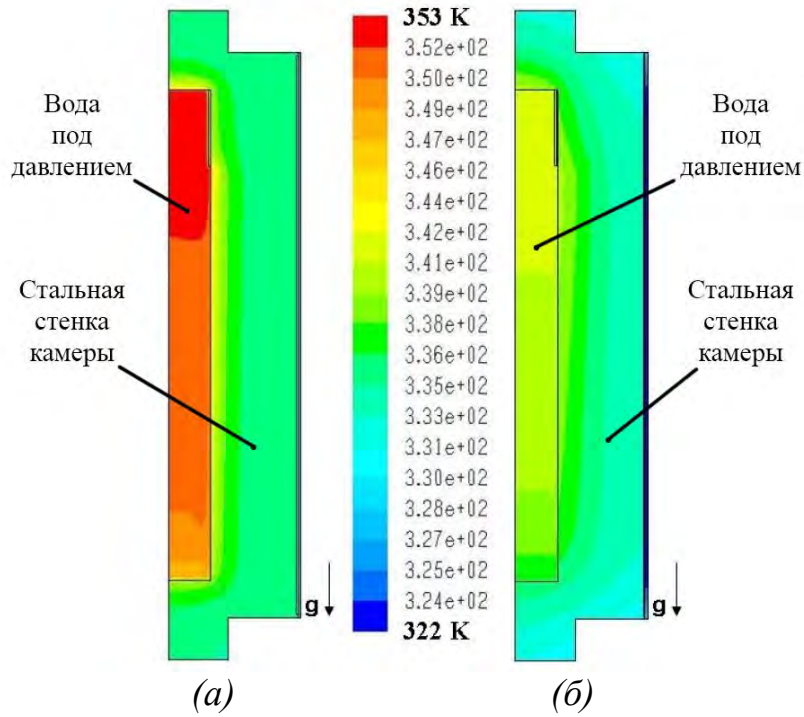 353 K
3.52e+02
3.50e+02
3.49e+02
3.47e+02
3.46e+02
3.44e+02
3.42e+02
3.41e+02
3.39e+02
3.38e+02
3.36e+02
3.35e+02
3.33e+02
3.31e+02
3.30e+02
3.28e+02
3.27e+02
3.25e+02
3.24e+02
322 K
Вода
под
давлением
Стальная
стенка
камеры
g
(а)
Вода
под
давлением
Стальная
стенка
камеры
g
(б)